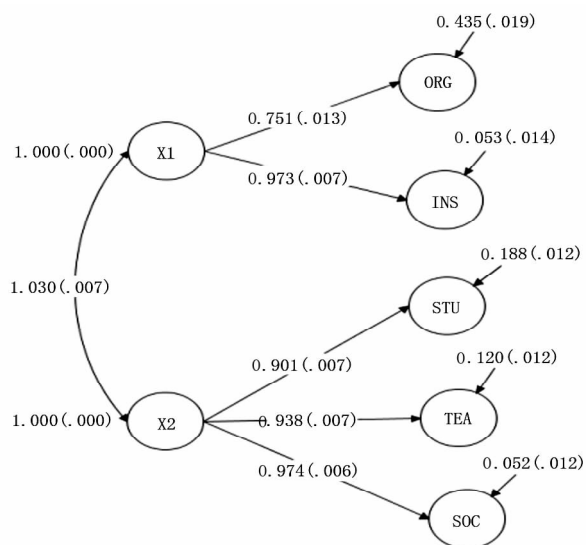 0.435(.019)
ORG
0.751(.013)
0.053(.014)
X1
1.000(.000)
0.973(.007)
INS
0.188(.012)
1.030(.007)
STU
0.901(.007)
0.120(.012)
1.000(.000)
X2
0.938(.007)
TEA
0.974(.006)
0.052(.012)
SOC